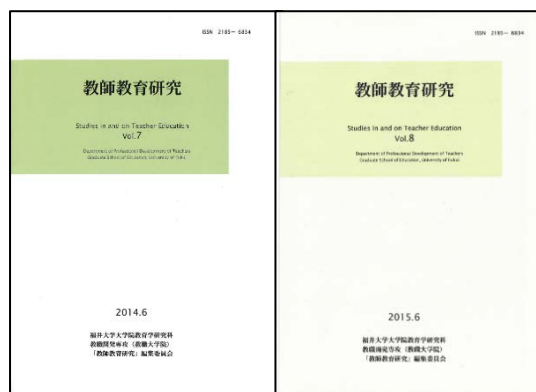 ISSN 2185-6834
教師教育研究
Studies in and on Teacher Education
Vol.7
Department of Professional Development of Teachers
Graduate School of Education, University of Fukui
2014.6
福井大学大学院教育学研究科
教職開発専攻（教職大学院）
「教師教育研究」編集委員会
ISSN 2185-6834
教師教育研究
Studies in and on Teacher Education
Vol.8
Department of Professional Development of Teachers
Graduate School of Education, University of Fukui
2015.6
福井大学大学院教育学研究科
教職開発専攻（教職大学院）
「教師教育研究」編集委員会